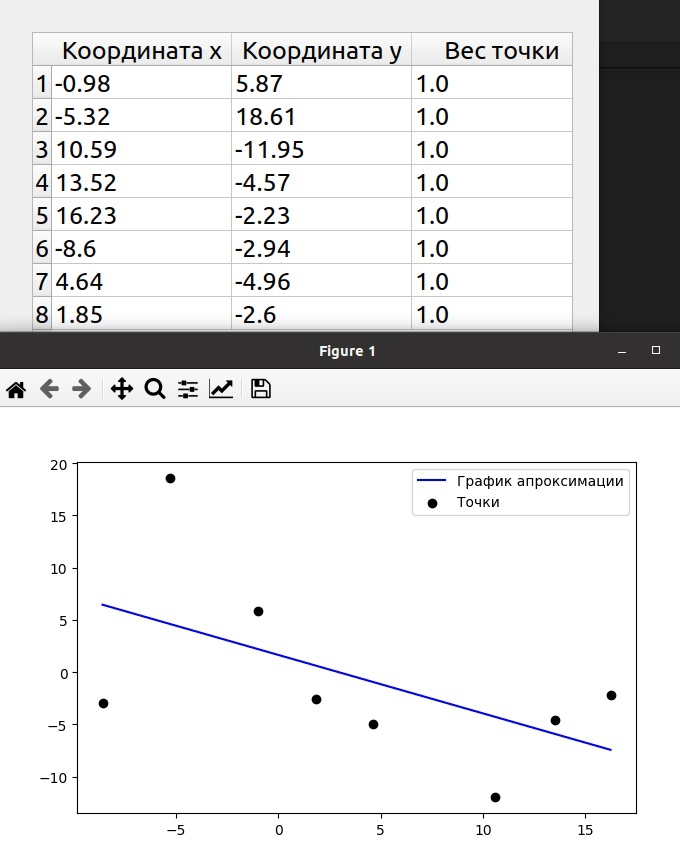 Координата x Координата y Вес точки
1 -0.98 5.87 1.0
2 -5.32 18.61 1.0
3 10.59 -11.95 1.0
4 13.52 -4.57 1.0
5 16.23 -2.23 1.0
6 -8.6 -2.94 1.0
7 4.64 -4.96 1.0
8 1.85 -2.6 1.0
Figure 1
График апроксимации
Точки
20
15
10
5
0
−5
−10
−5 0 5 10 15